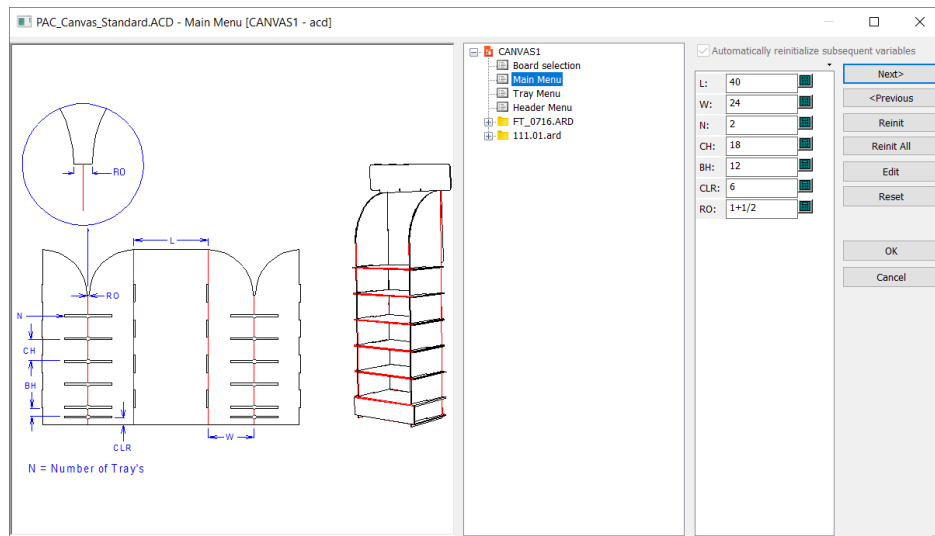 PAC_Canvas_Standard.ACD - Main Menu [CANVAS1 - acd]
RO
L
RO
N
CH
BH
W
CLR
N = Number of Tray's
CANVAS1
Board selection
Main Menu
Tray Menu
Header Menu
FT_0716.ARD
111.01.ard
Automatically reinitialize subsequent variables
L: 40
W: 24
N: 2
CH: 18
BH: 12
CLR: 6
RO: 1+1/2
Next>
<Previous
Reinit
Reinit All
Edit
Reset
OK
Cancel